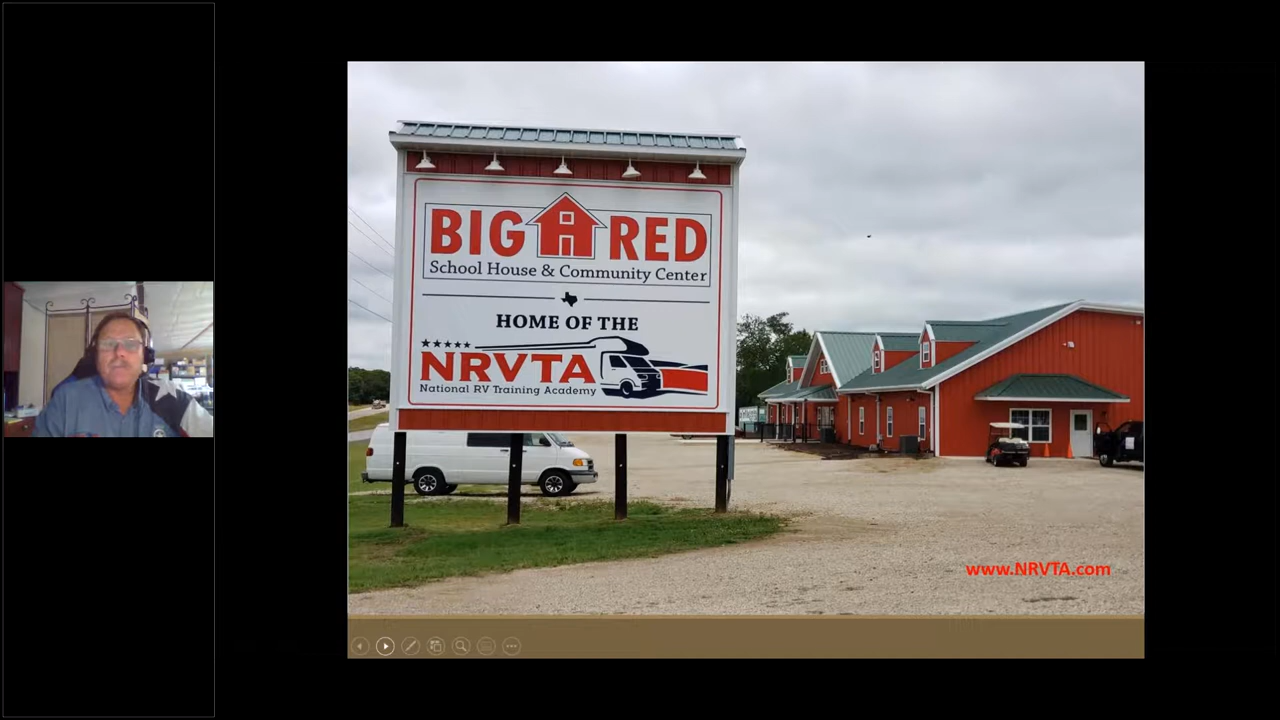 BIG RED
School House & Community Center
HOME OF THE
NRVTA
National RV Training Academy
www.NRVTA.com